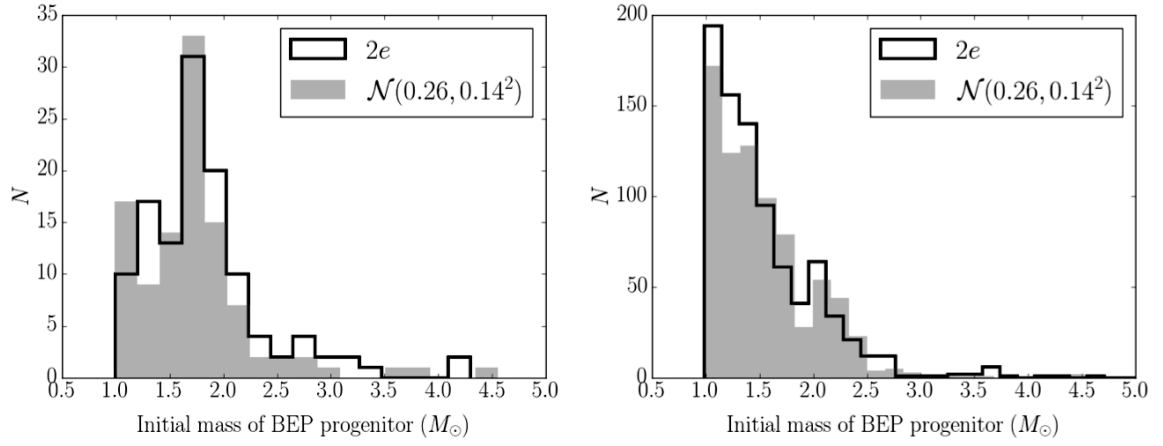 35
30
25
20
15
10
5
0
N
2e
𝒩(0.26, 0.14²)
0.5 1.0 1.5 2.0 2.5 3.0 3.5 4.0 4.5 5.0
Initial mass of BEP progenitor (M⊙)
200
150
100
50
0
N
2e
𝒩(0.26, 0.14²)
0.5 1.0 1.5 2.0 2.5 3.0 3.5 4.0 4.5 5.0
Initial mass of BEP progenitor (M⊙)